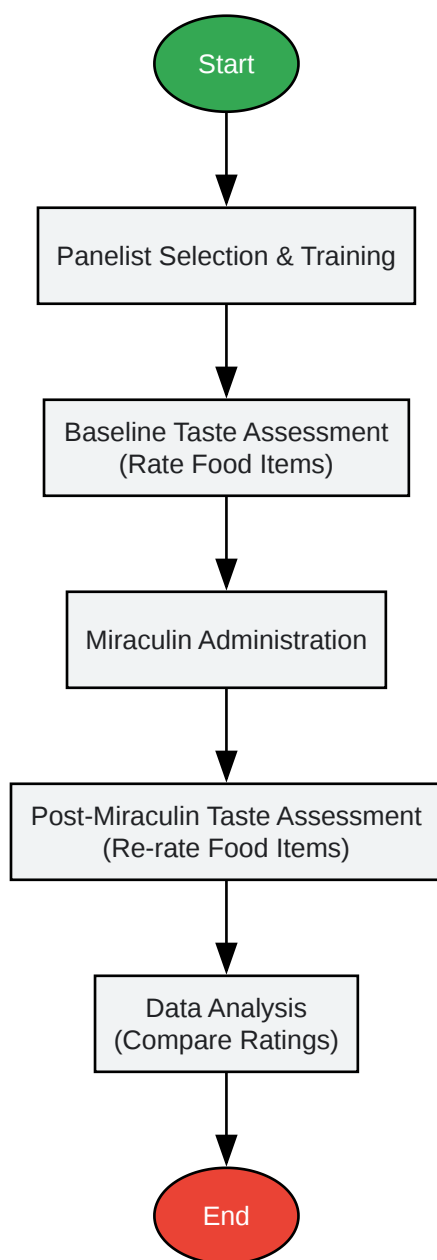 Start
Panelist Selection & Training
Baseline Taste Assessment
(Rate Food Items)
Miraculin Administration
Post-Miraculin Taste Assessment
(Re-rate Food Items)
Data Analysis
(Compare Ratings)
End